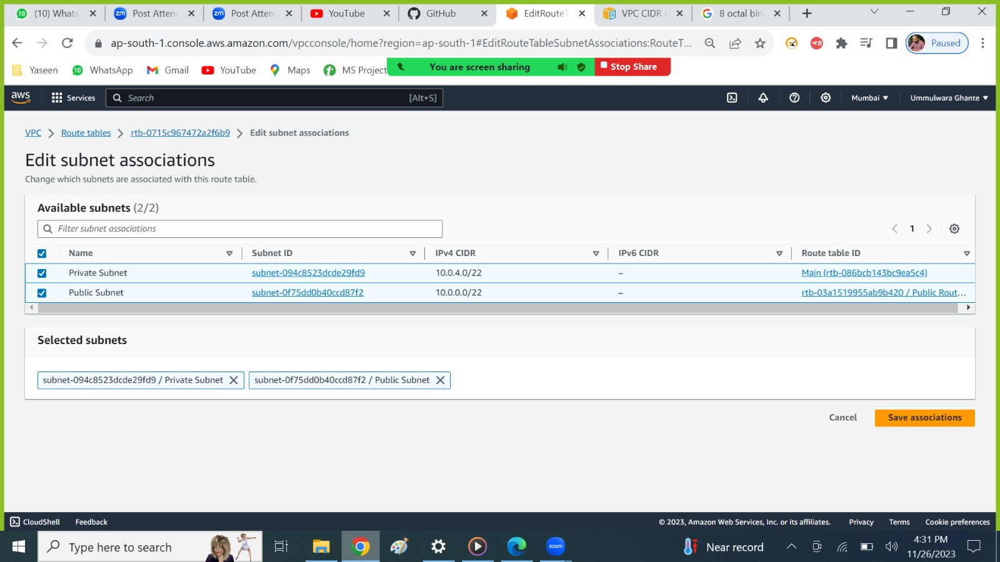 (10) Whats
Post Atten
Post Atten
YouTube
GitHub
EditRouteT
VPC CIDR
8 octal bin
ap-south-1.console.aws.amazon.com/vpcconsole/home?region=ap-south-1#EditRouteTableSubnetAssociations:RouteT...
Paused
Yaseen
WhatsApp
Gmail
YouTube
Maps
MS Project
You are screen sharing
Stop Share
aws
Services
Search
[Alt+S]
Mumbai
Ummulwara Ghante
VPC
Route tables
rtb-0715c967472a2f6b9
Edit subnet associations
Edit subnet associations
Change which subnets are associated with this route table.
Available subnets (2/2)
Filter subnet associations
1
Name Subnet ID IPv4 CIDR IPv6 CIDR Route table ID
Private Subnet subnet-094c8523dcde29fd9 10.0.4.0/22 – Main (rtb-086bcb143bc9ea5c4)
Public Subnet subnet-0f75dd0b40ccd87f2 10.0.0.0/22 – rtb-03a1519955ab9b420 / Public Rout...
Selected subnets
subnet-094c8523dcde29fd9 / Private Subnet
subnet-0f75dd0b40ccd87f2 / Public Subnet
Cancel
Save associations
CloudShell
Feedback
© 2023, Amazon Web Services, Inc. or its affiliates.
Privacy
Terms
Cookie preferences
Type here to search
zoom
Near record
4:31 PM
11/26/2023